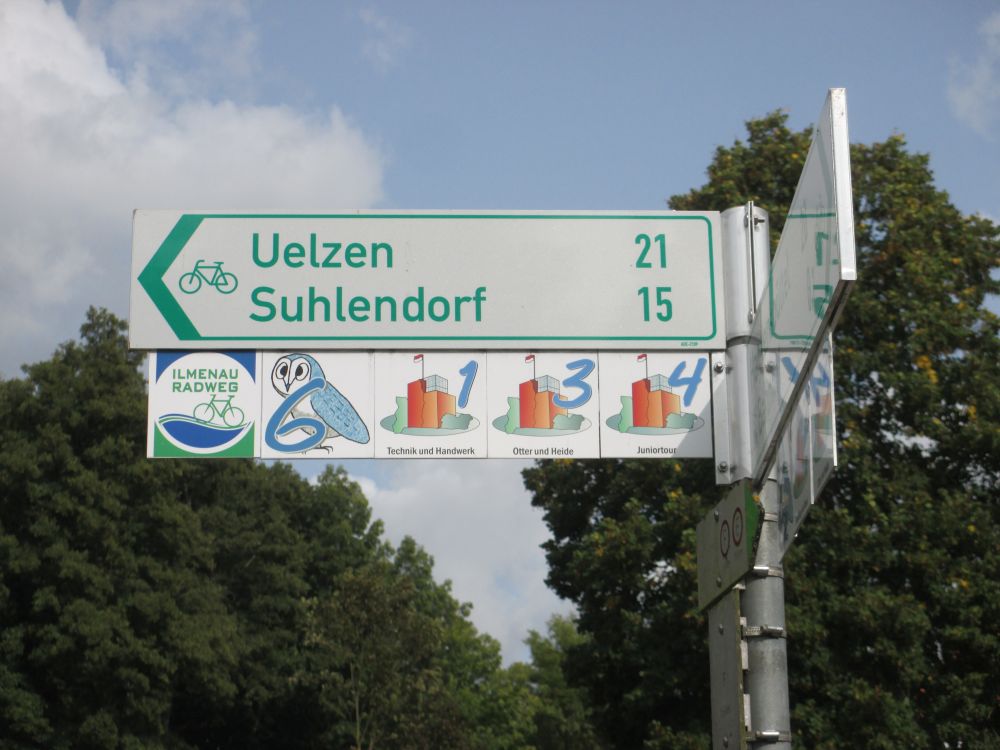 Uelzen 21
Suhlendorf 15
ILMENAU
RADWEG
6
1
Technik und Handwerk
3
Otter und Heide
4
Juniortour